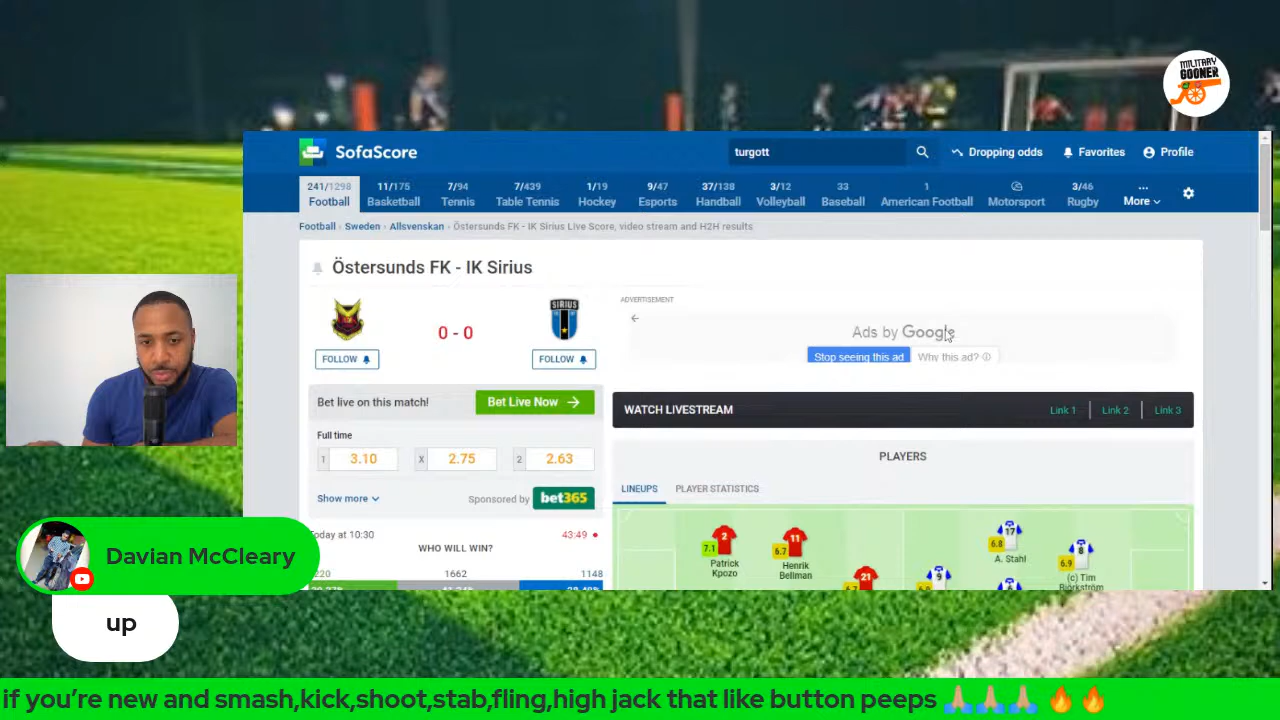 MILITARY
GOONER
SofaScore
turgott
Dropping odds
Favorites
Profile
241/1298
Football
11/175
Basketball
7/94
Tennis
7/439
Table Tennis
1/19
Hockey
9/47
Esports
37/138
Handball
3/12
Volleyball
33
Baseball
1
American Football
Motorsport
3/46
Rugby
...
More
Football › Sweden › Allsvenskan › Östersunds FK - IK Sirius Live Score, video stream and H2H results
Östersunds FK - IK Sirius
SIRIUS
0 - 0
FOLLOW
FOLLOW
ADVERTISEMENT
Ads by Google
Stop seeing this ad
Why this ad?
Bet live on this match!
Bet Live Now
Full time
1 3.10
X 2.75
2 2.63
Show more
Sponsored by bet365
WATCH LIVESTREAM
Link 1
Link 2
Link 3
PLAYERS
LINEUPS
PLAYER STATISTICS
Today at 10:30
43:49
WHO WILL WIN?
1662
1148
2
7.1
Patrick
Kpozo
11
6.7
Henrik
Bellman
21
17
6.8
A. Stahl
8
6.9
(c) Tim
Björkström
9
Davian McCleary
up
if you're new and smash,kick,shoot,stab,fling,high jack that like button peeps 🙏🏽🙏🏽🙏🏽 🔥🔥